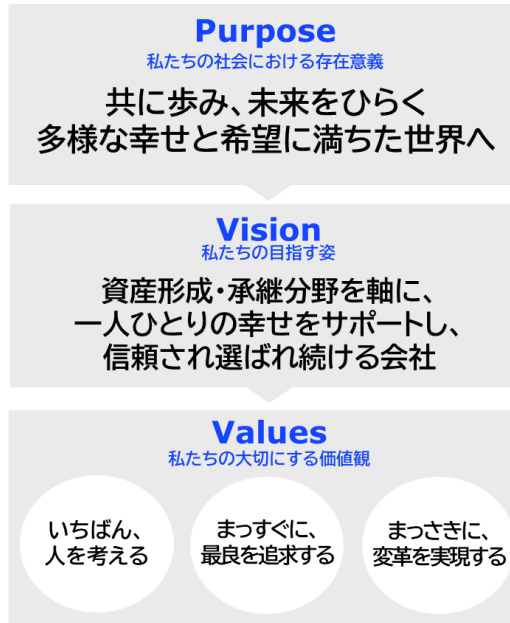 Purpose
私たちの社会における存在意義
共に歩み、未来をひらく
多様な幸せと希望に満ちた世界へ
Vision
私たちの目指す姿
資産形成・承継分野を軸に、
一人ひとりの幸せをサポートし、
信頼され選ばれ続ける会社
Values
私たちの大切にする価値観
いちばん、
人を考える
まっすぐに、
最良を追求する
まっさきに、
変革を実現する